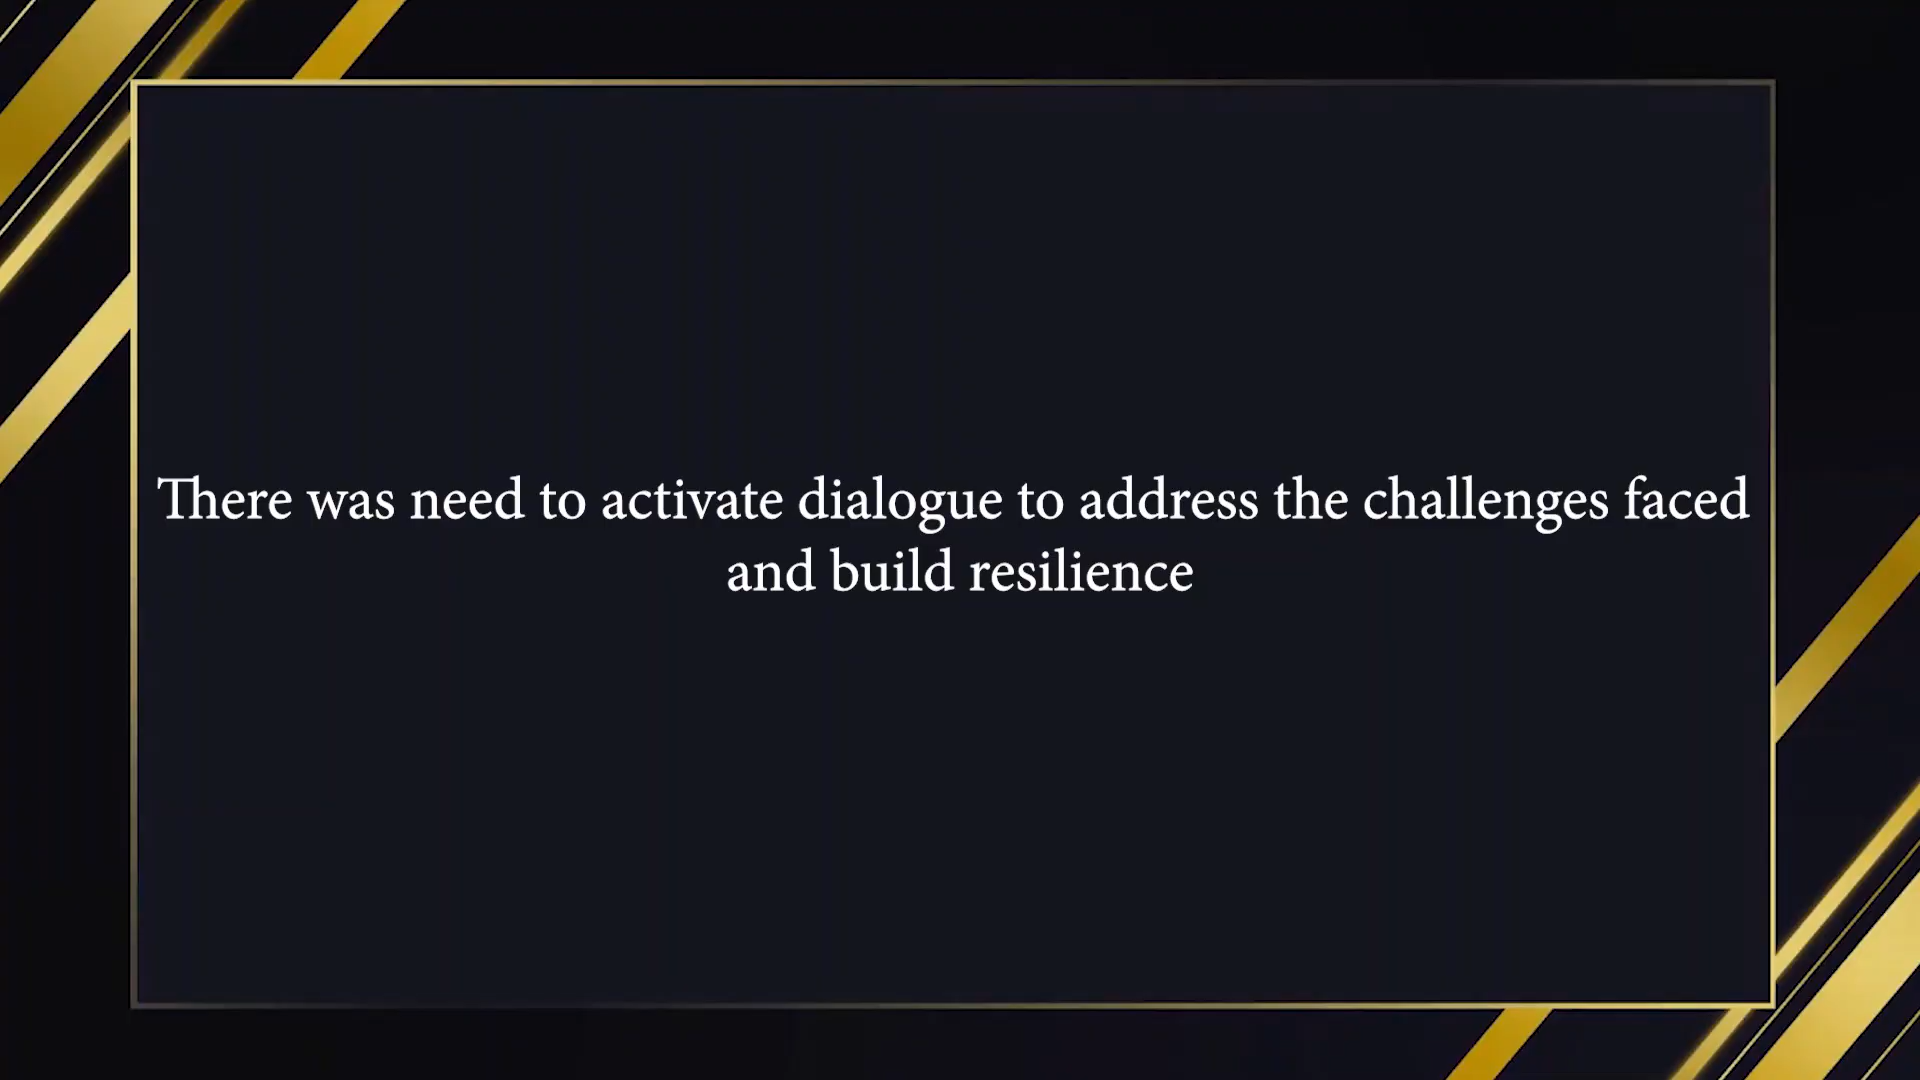 There was need to activate dialogue to address the challenges faced
and build resilience